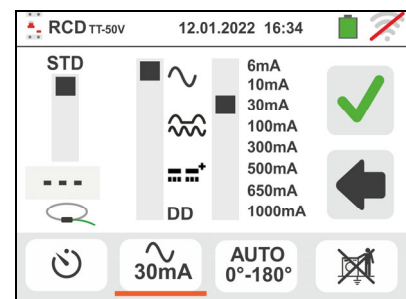 RCD TT-50V 12.01.2022 16:34
STD
6mA
10mA
30mA
100mA
300mA
500mA
650mA
1000mA
DD
- - -
30mA
AUTO
0°-180°